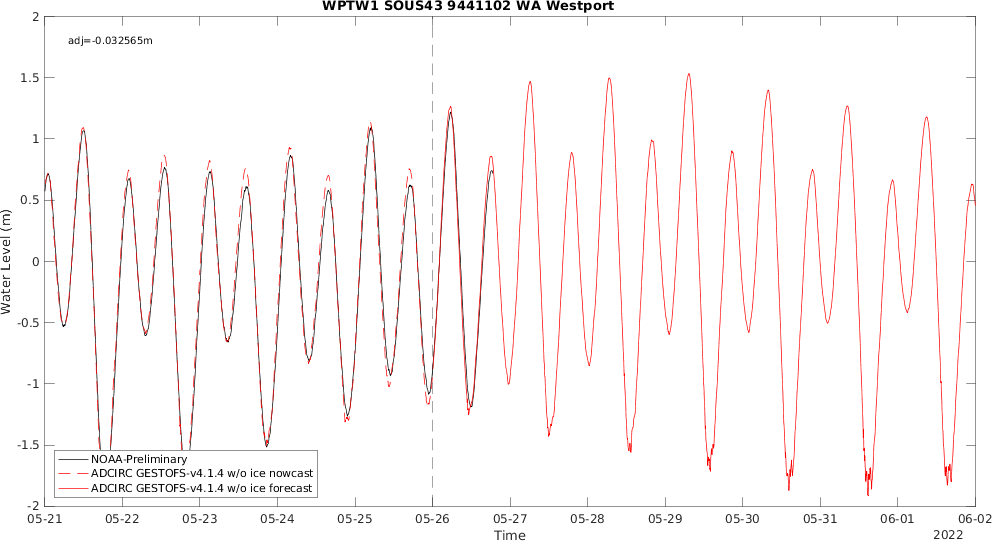 WPTW1 SOUS43 9441102 WA Westport
adj=-0.032565m
2
1.5
1
0.5
0
-0.5
-1
-1.5
-2
Water Level (m)
NOAA-Preliminary
ADCIRC GESTOFS-v4.1.4 w/o ice nowcast
ADCIRC GESTOFS-v4.1.4 w/o ice forecast
05-21 05-22 05-23 05-24 05-25 05-26 05-27 05-28 05-29 05-30 05-31 06-01 06-02
Time
2022